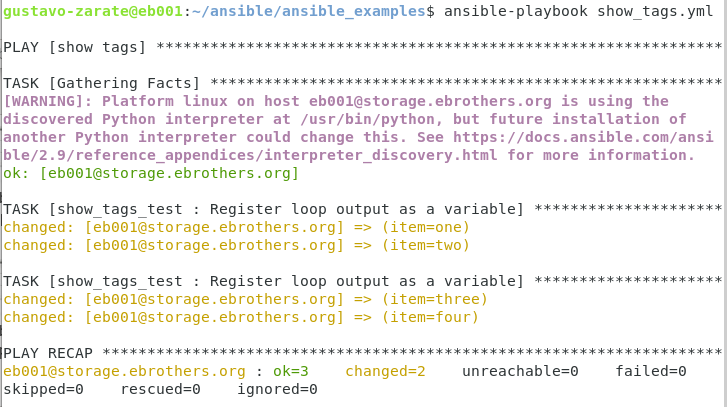 gustavo-zarate@eb001:~/ansible/ansible_examples$ ansible-playbook show_tags.yml
PLAY [show tags] ***************************************************************
TASK [Gathering Facts] *********************************************************
[WARNING]: Platform linux on host eb001@storage.ebrothers.org is using the
discovered Python interpreter at /usr/bin/python, but future installation of
another Python interpreter could change this. See https://docs.ansible.com/ansi
ble/2.9/reference_appendices/interpreter_discovery.html for more information.
ok: [eb001@storage.ebrothers.org]
TASK [show_tags_test : Register loop output as a variable] *********************
changed: [eb001@storage.ebrothers.org] => (item=one)
changed: [eb001@storage.ebrothers.org] => (item=two)
TASK [show_tags_test : Register loop output as a variable] *********************
changed: [eb001@storage.ebrothers.org] => (item=three)
changed: [eb001@storage.ebrothers.org] => (item=four)
PLAY RECAP *********************************************************************
eb001@storage.ebrothers.org : ok=3    changed=2    unreachable=0    failed=0
skipped=0    rescued=0    ignored=0